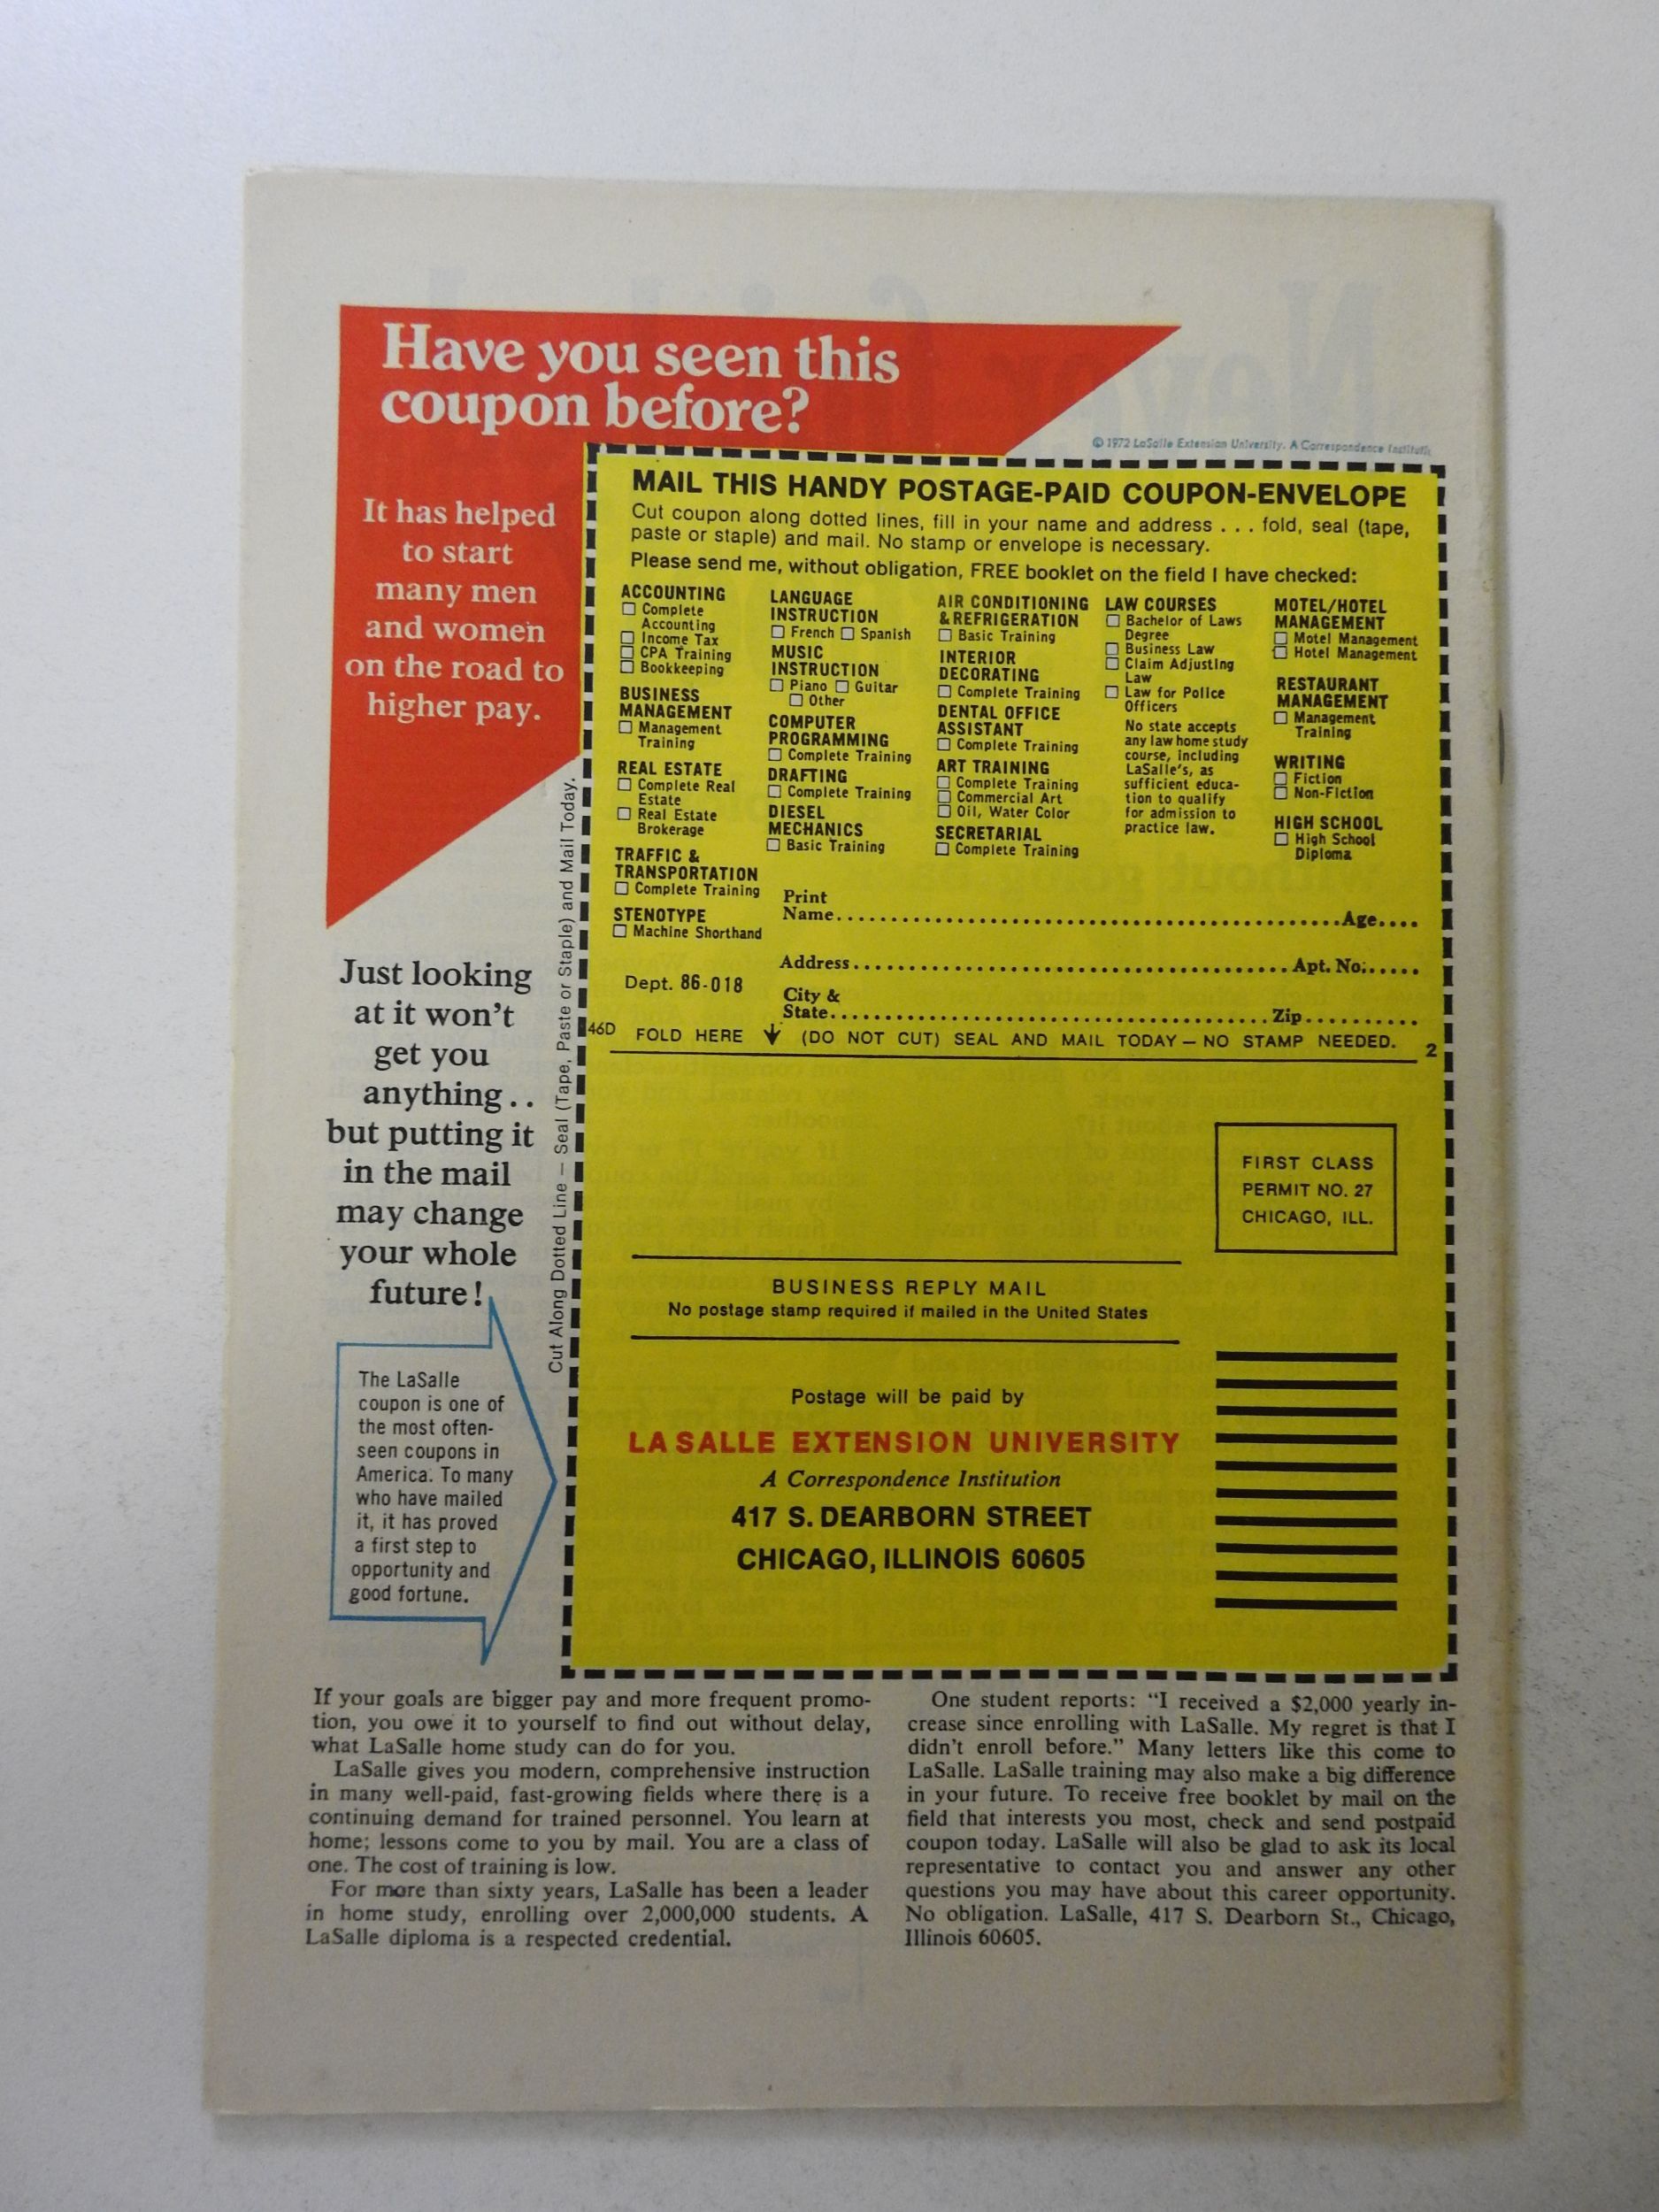 Have you seen this
coupon before?
It has helped
to start
many men
and women
on the road to
higher pay.
Just looking
at it won't
get you
anything..
but putting it
in the mail
may change
your whole
future!
The LaSalle
coupon is one of
the most often-
seen coupons in
America. To many
who have mailed
it, it has proved
a first step to
opportunity and
good fortune.
Cut Along Dotted Line – Seal (Tape, Paste or Staple) and Mail Today.
© 1972 LaSalle Extension University. A Correspondence
MAIL THIS HANDY POSTAGE-PAID COUPON-ENVELOPE
Cut coupon along dotted lines, fill in your name and address . . . fold, seal (tape,
paste or staple) and mail. No stamp or envelope is necessary.
Please send me, without obligation, FREE booklet on the field I have checked:
ACCOUNTING
☐ Complete
Accounting
☐ Income Tax
☐ CPA Training
☐ Bookkeeping
BUSINESS
MANAGEMENT
☐ Management
Training
REAL ESTATE
☐ Complete Real
Estate
☐ Real Estate
Brokerage
TRAFFIC &
TRANSPORTATION
☐ Complete Training
STENOTYPE
☐ Machine Shorthand
LANGUAGE
INSTRUCTION
☐ French ☐ Spanish
MUSIC
INSTRUCTION
☐ Piano ☐ Guitar
☐ Other
COMPUTER
PROGRAMMING
☐ Complete Training
DRAFTING
☐ Complete Training
DIESEL
MECHANICS
☐ Basic Training
AIR CONDITIONING
& REFRIGERATION
☐ Basic Training
INTERIOR
DECORATING
☐ Complete Training
DENTAL OFFICE
ASSISTANT
☐ Complete Training
ART TRAINING
☐ Complete Training
☐ Commercial Art
☐ Oil, Water Color
SECRETARIAL
☐ Complete Training
LAW COURSES
☐ Bachelor of Laws
Degree
☐ Business Law
☐ Claim Adjusting
Law
☐ Law for Police
Officers
No state accepts
any law home study
course, including
LaSalle's, as
sufficient educa-
tion to qualify
for admission to
practice law.
MOTEL/HOTEL
MANAGEMENT
☐ Motel Management
☐ Hotel Management
RESTAURANT
MANAGEMENT
☐ Management
Training
WRITING
☐ Fiction
☐ Non-Fiction
HIGH SCHOOL
☐ High School
Diploma
Print
Name........................................Age....
Address........................................Apt. No......
Dept. 86-018
City &
State........................................Zip..........
46D FOLD HERE ↓ (DO NOT CUT) SEAL AND MAIL TODAY – NO STAMP NEEDED. 2
FIRST CLASS
PERMIT NO. 27
CHICAGO, ILL.
BUSINESS REPLY MAIL
No postage stamp required if mailed in the United States
Postage will be paid by
LA SALLE EXTENSION UNIVERSITY
A Correspondence Institution
417 S. DEARBORN STREET
CHICAGO, ILLINOIS 60605
If your goals are bigger pay and more frequent promo-
tion, you owe it to yourself to find out without delay,
what LaSalle home study can do for you.
LaSalle gives you modern, comprehensive instruction
in many well-paid, fast-growing fields where there is a
continuing demand for trained personnel. You learn at
home; lessons come to you by mail. You are a class of
one. The cost of training is low.
For more than sixty years, LaSalle has been a leader
in home study, enrolling over 2,000,000 students. A
LaSalle diploma is a respected credential.
One student reports: "I received a $2,000 yearly in-
crease since enrolling with LaSalle. My regret is that I
didn't enroll before." Many letters like this come to
LaSalle. LaSalle training may also make a big difference
in your future. To receive free booklet by mail on the
field that interests you most, check and send postpaid
coupon today. LaSalle will also be glad to ask its local
representative to contact you and answer any other
questions you may have about this career opportunity.
No obligation. LaSalle, 417 S. Dearborn St., Chicago,
Illinois 60605.